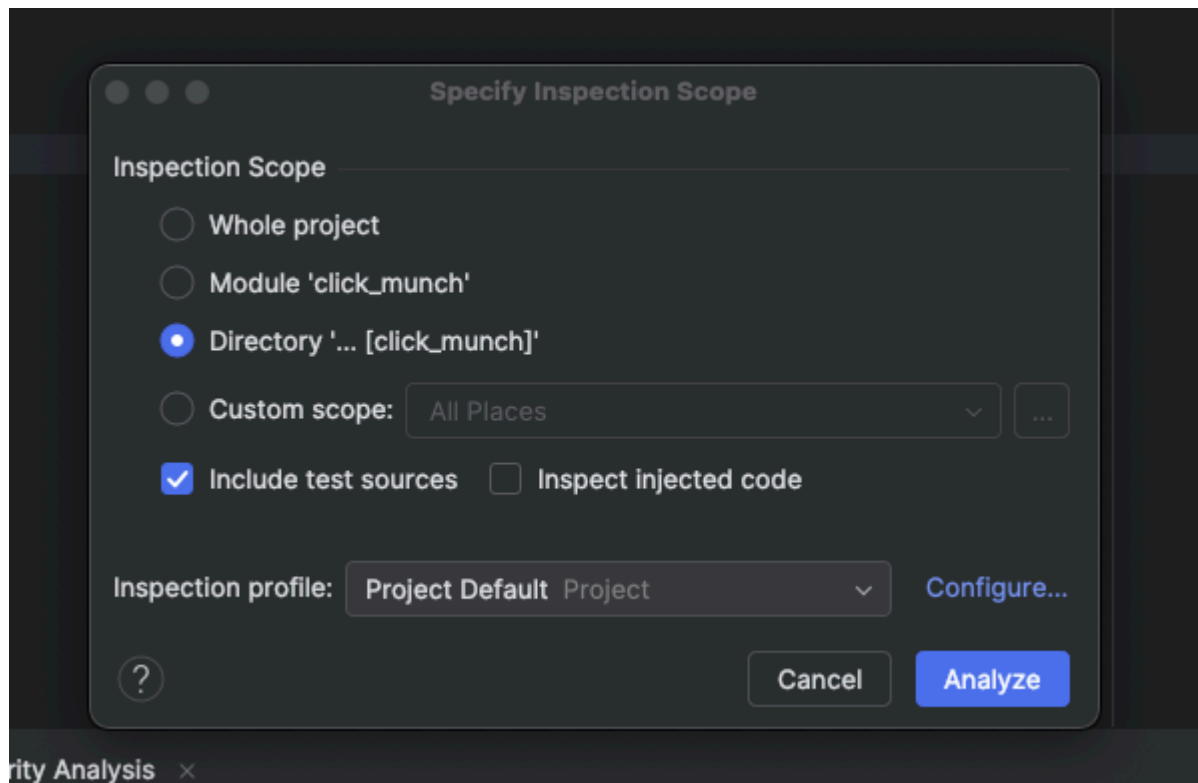 Specify Inspection Scope
Inspection Scope
Whole project
Module 'click_munch'
Directory '... [click_munch]'
Custom scope: All Places ...
Include test sources Inspect injected code
Inspection profile: Project Default Project Configure...
? Cancel Analyze
rity Analysis ×